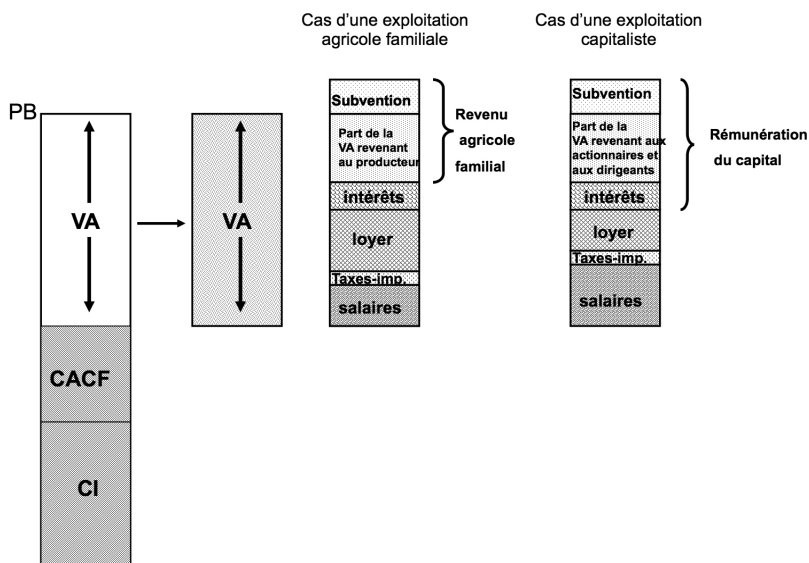 Cas d'une exploitation
agricole familiale
Cas d'une exploitation
capitaliste
PB
VA
CACF
CI
VA
Subvention
Part de la
VA revenant
au producteur
intérêts
loyer
Taxes-imp.
salaires
Revenu
agricole
familial
Subvention
Part de la
VA revenant aux
actionnaires et
aux dirigeants
intérêts
loyer
Taxes-imp.
salaires
Rémunération
du capital